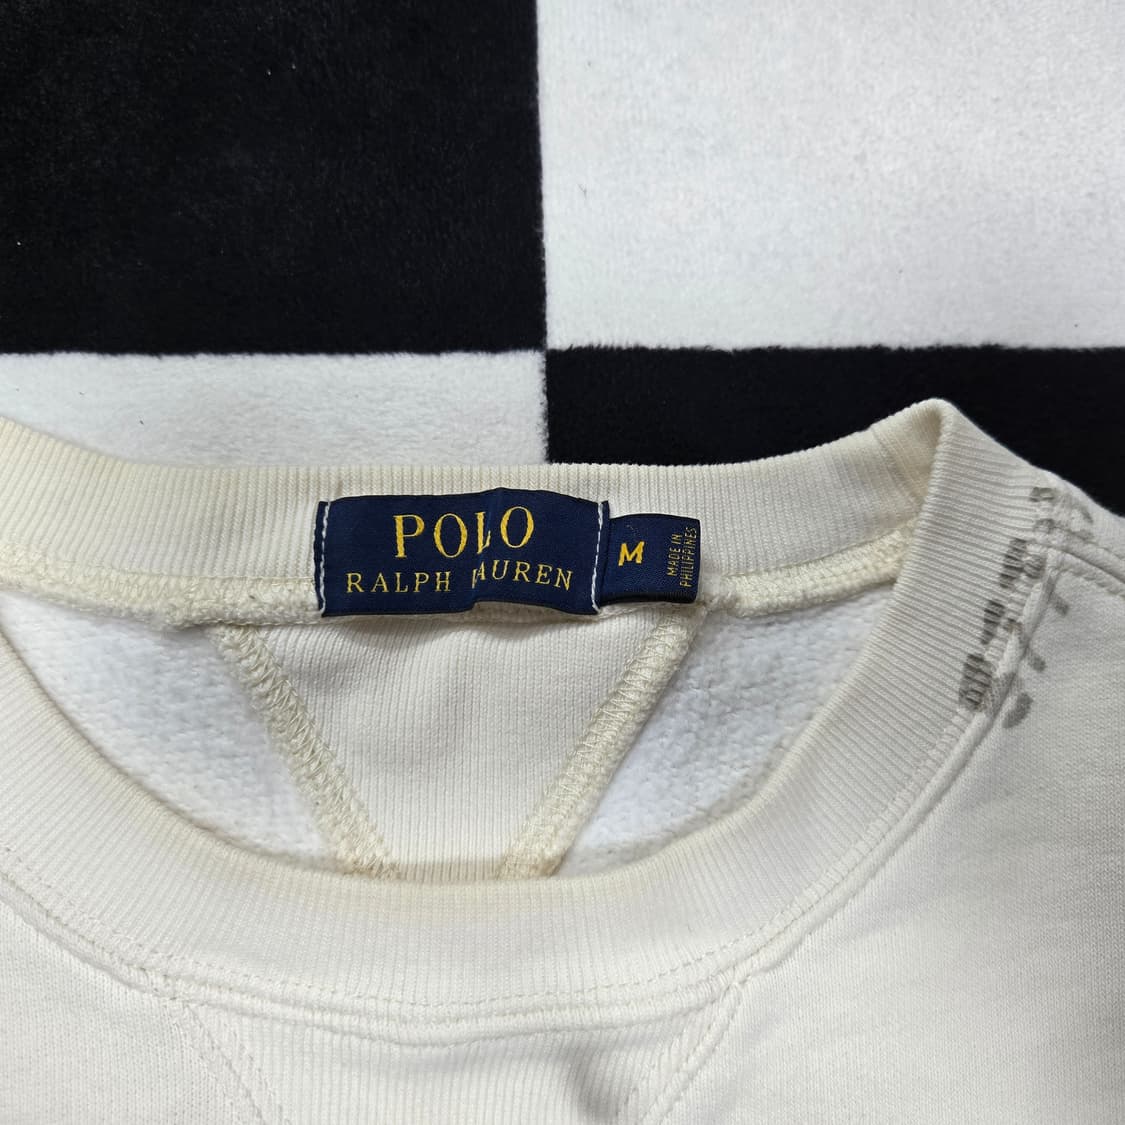 POLO
RALPH LAUREN
M
MADE IN
PHILIPPINES